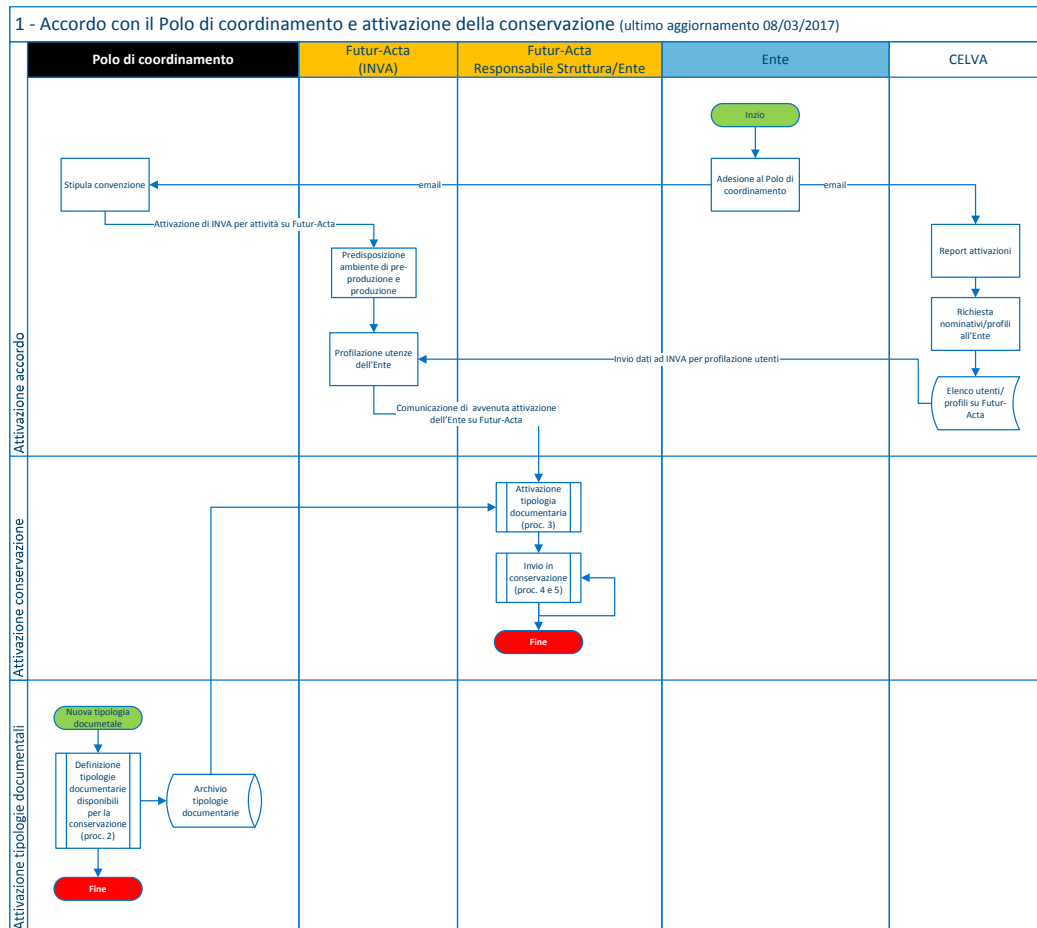 1 - Accordo con il Polo di coordinamento e attivazione della conservazione (ultimo aggiornamento 08/03/2017)
Polo di coordinamento
Futur-Acta
(INVA)
Futur-Acta
Responsabile Struttura/Ente
Ente
CELVA
Attivazione accordo
Inzio
Stipula convenzione
email
Adesione al Polo di
coordinamento
email
Attivazione di INVA per attività su Futur-Acta
Predisposizione
ambiente di pre-
produzione e
produzione
Report attivazioni
Richiesta
nominativi/profili
all'Ente
Profilazione utenze
dell'Ente
Invio dati ad INVA per profilazione utenti
Elenco utenti/
profili su Futur-
Acta
Comunicazione di avvenuta attivazione
dell'Ente su Futur-Acta
Attivazione conservazione
Attivazione
tipologia
documentaria
(proc. 3)
Invio in
conservazione
(proc. 4 e 5)
Fine
Attivazione tipologie documentali
Nuova tipologia
documetale
Definizione
tipologie
documentarie
disponibili
per la
conservazione
(proc. 2)
Archivio
tipologie
documentarie
Fine